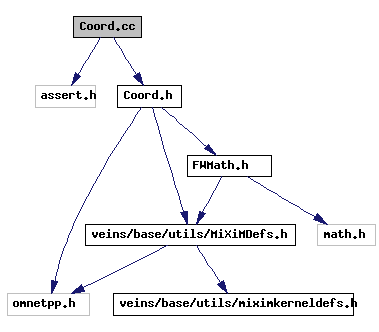 Coord.cc
assert.h
Coord.h
FWMath.h
veins/base/utils/MiXiMDefs.h
math.h
omnetpp.h
veins/base/utils/miximkerneldefs.h